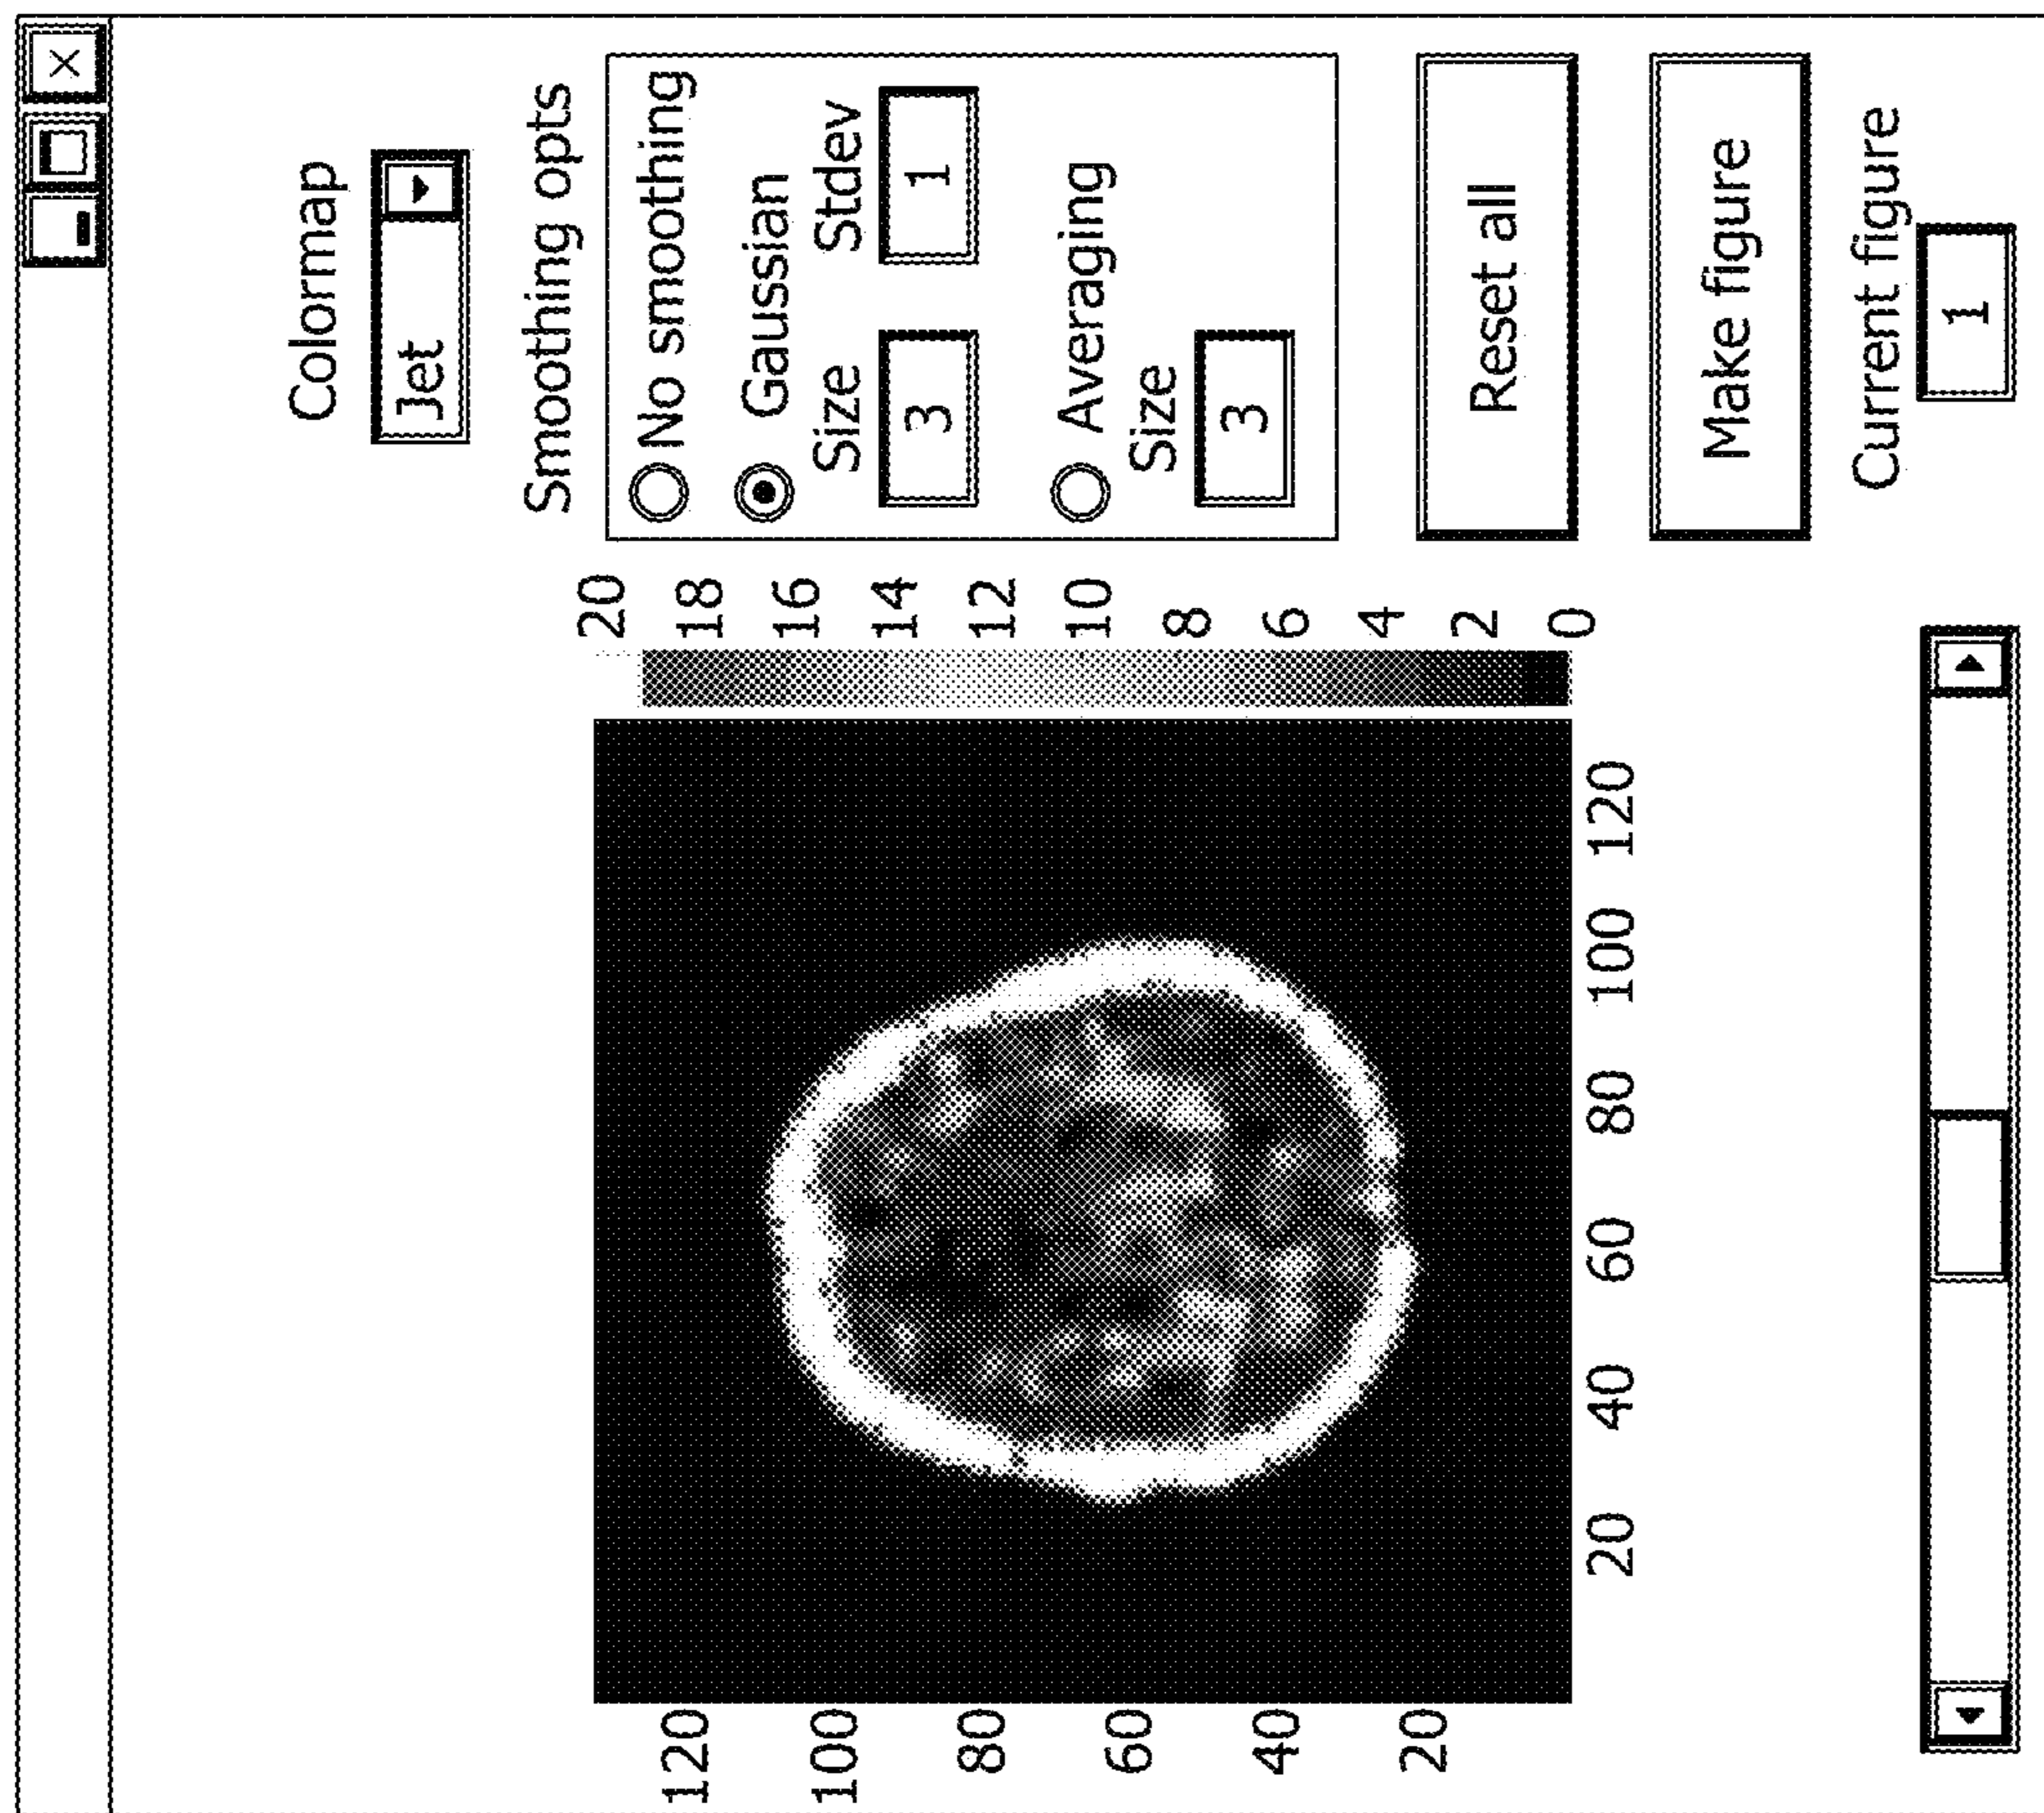 X
Colormap
Jet
Smoothing opts
No smoothing
Gaussian
Size Stdev
3 1
Averaging
Size
3
Reset all
Make figure
Current figure
1
20
18
16
14
12
10
8
6
4
2
0
120
100
80
60
40
20
20 40 60 80 100 120